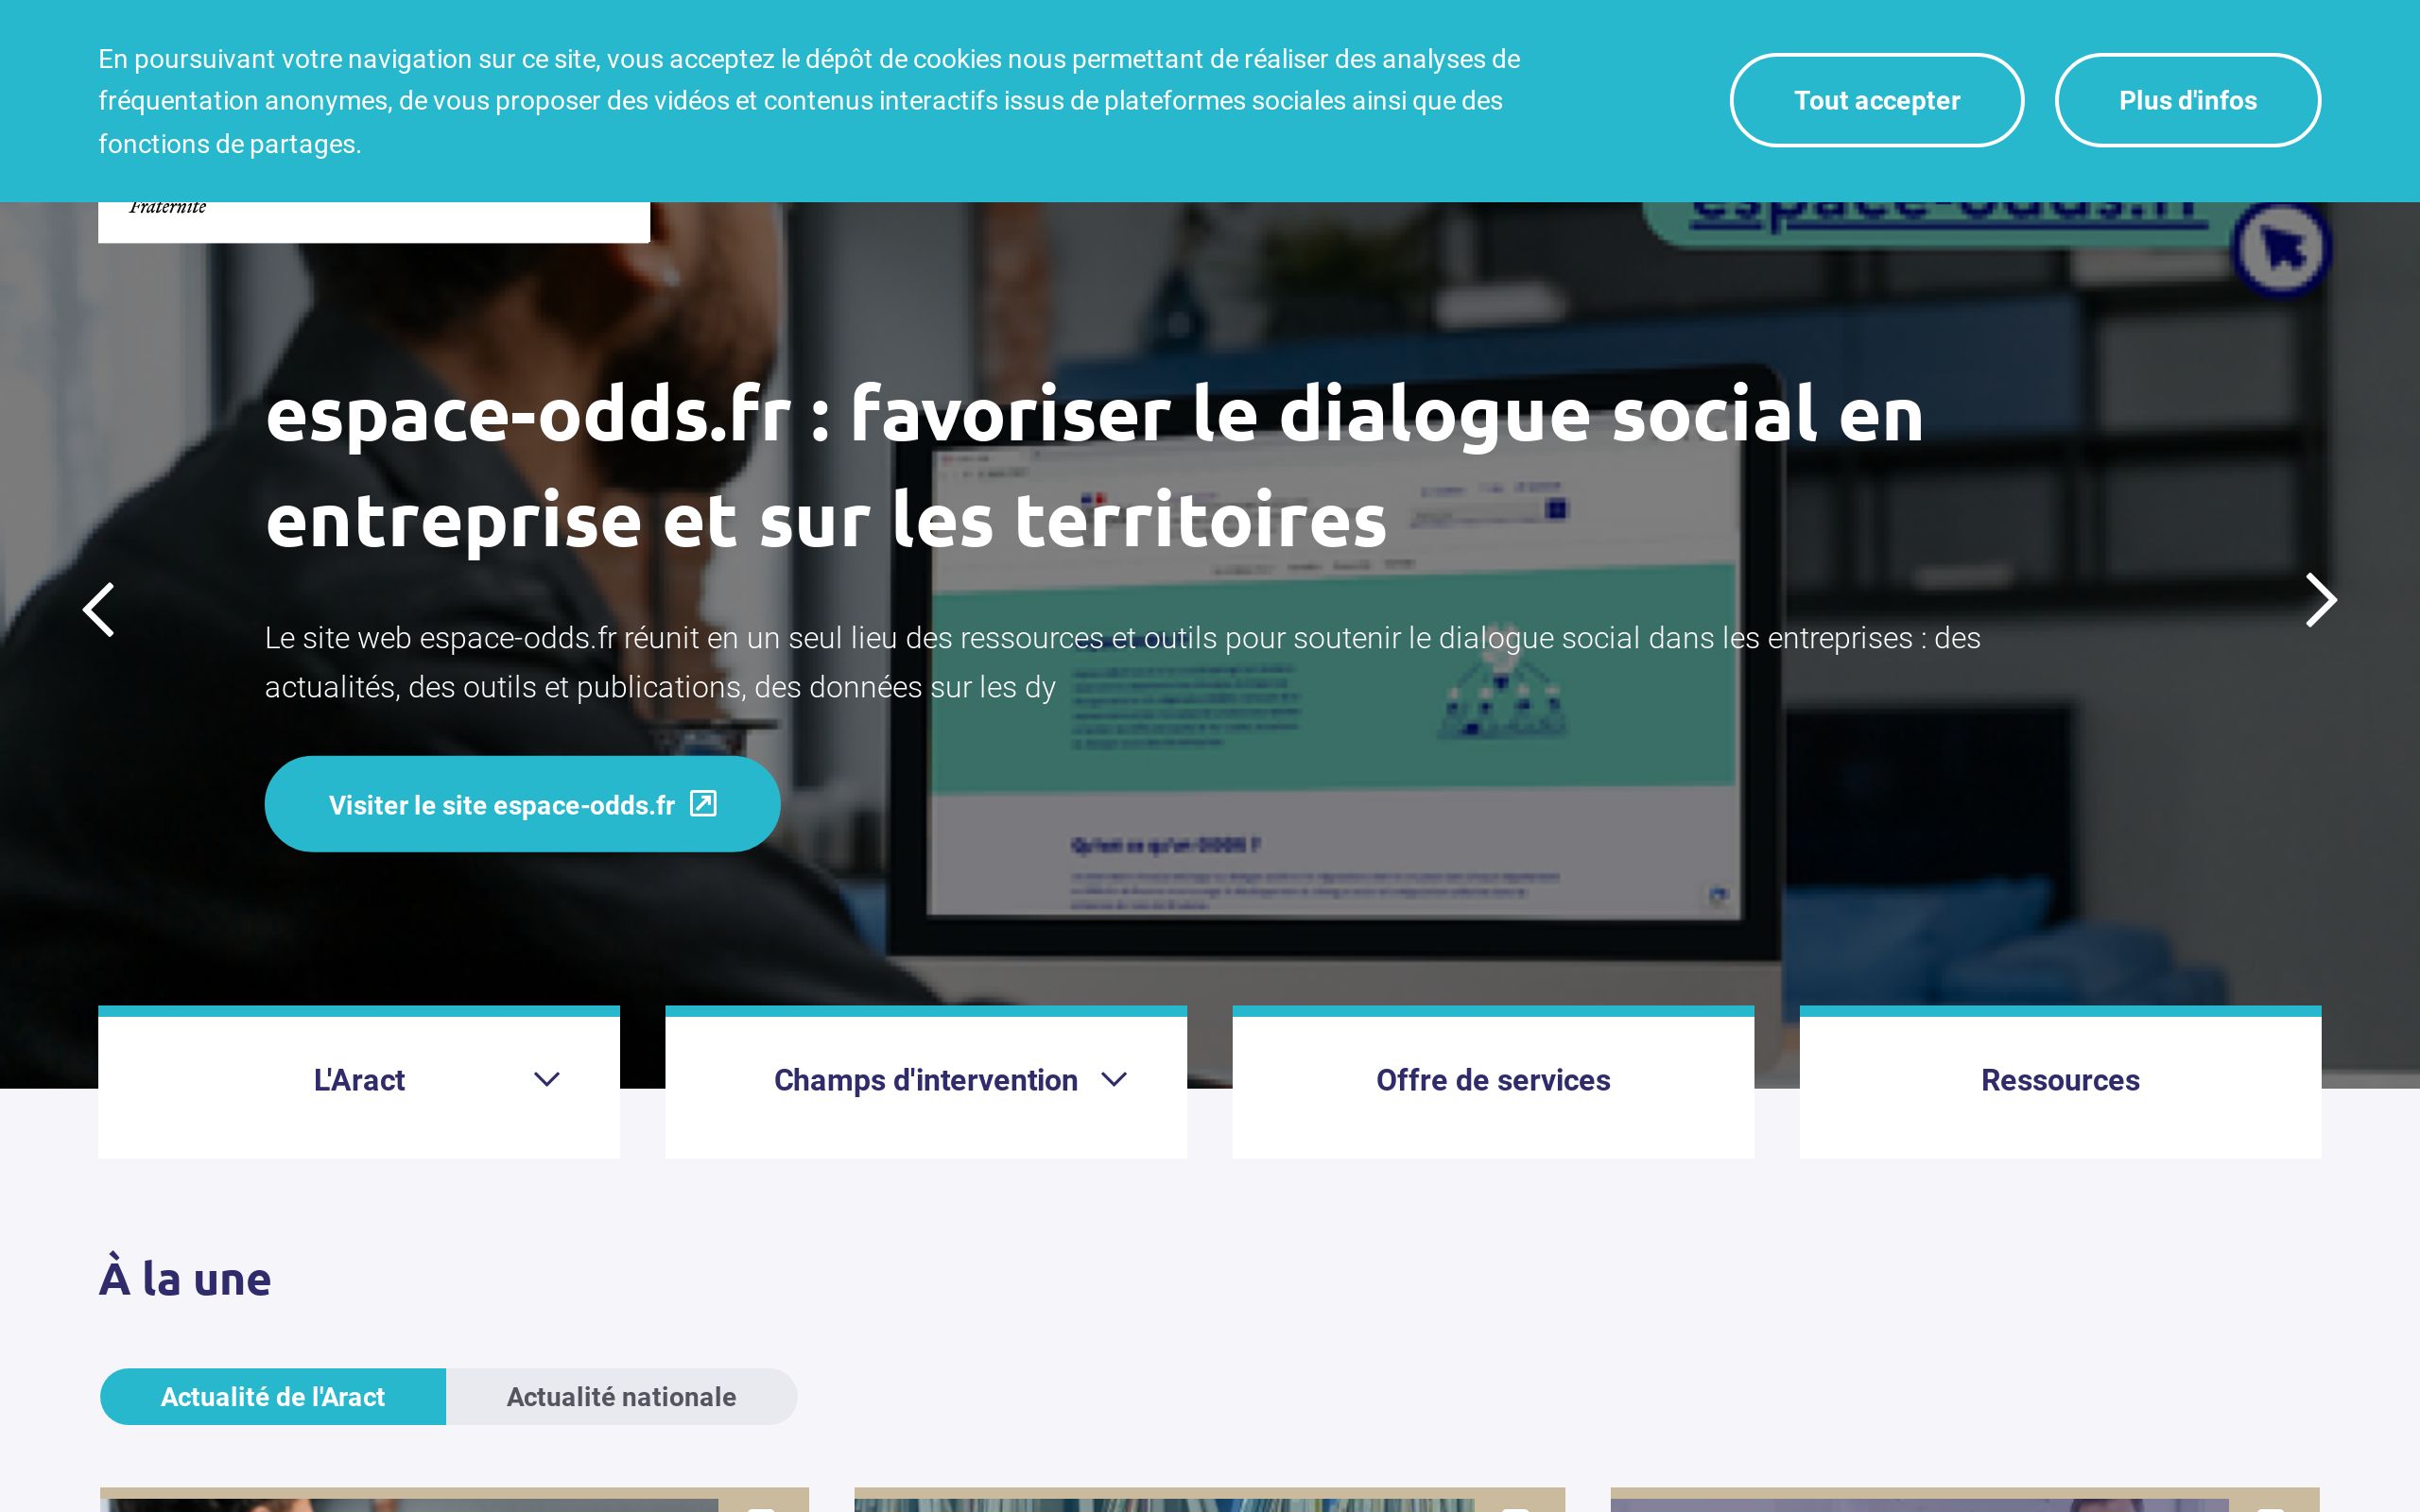 En poursuivant votre navigation sur ce site, vous acceptez le dépôt de cookies nous permettant de réaliser des analyses de
fréquentation anonymes, de vous proposer des vidéos et contenus interactifs issus de plateformes sociales ainsi que des
fonctions de partages.
Tout accepter
Plus d'infos
Fraternité
espace-odds.fr
espace-odds.fr : favoriser le dialogue social en
entreprise et sur les territoires
Le site web espace-odds.fr réunit en un seul lieu des ressources et outils pour soutenir le dialogue social dans les entreprises : des
actualités, des outils et publications, des données sur les dy
Visiter le site espace-odds.fr
Qu'est ce qu'un ODDS ?
L'Aract
Champs d'intervention
Offre de services
Ressources
À la une
Actualité de l'Aract
Actualité nationale